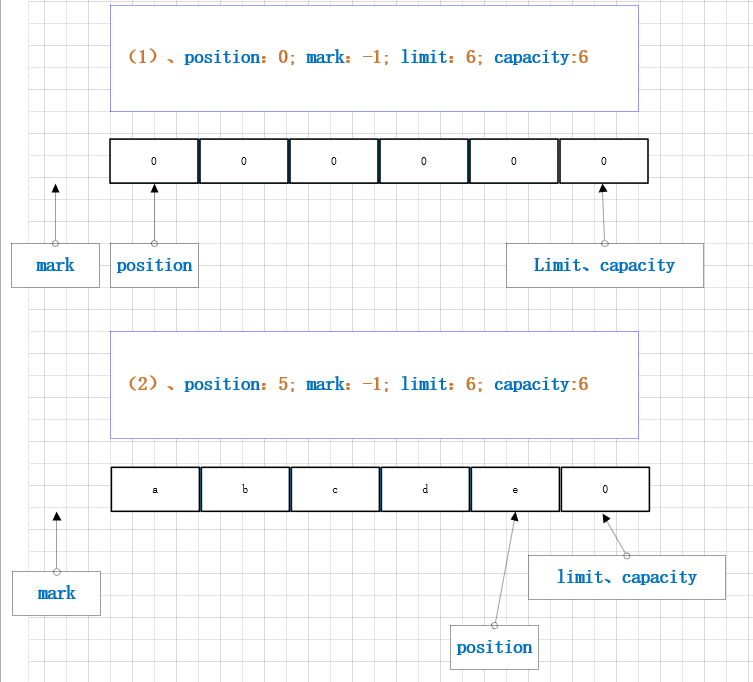 (1)、position：0; mark：-1; limit：6; capacity:6
0 0 0 0 0 0
mark position Limit、capacity
(2)、position：5; mark：-1; limit：6; capacity:6
a b c d e 0
limit、capacity
mark
position